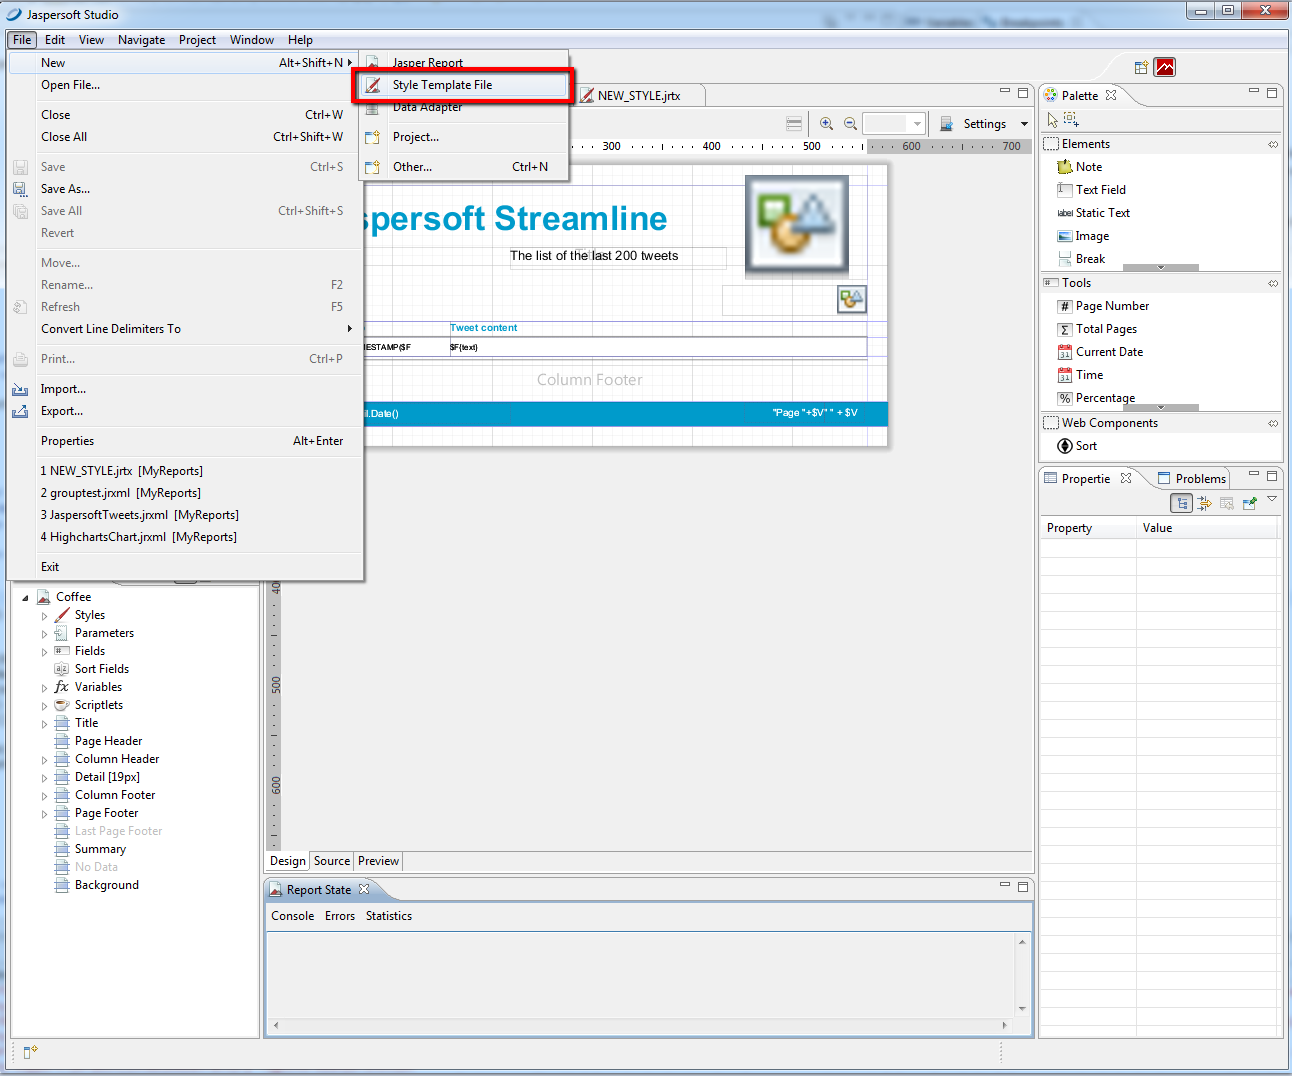 Jaspersoft Studio
File Edit View Navigate Project Window Help
New Alt+Shift+N
Open File...
Close Ctrl+W
Close All Ctrl+Shift+W
Save Ctrl+S
Save As...
Save All Ctrl+Shift+S
Revert
Move...
Rename... F2
Refresh F5
Convert Line Delimiters To
Print... Ctrl+P
Import...
Export...
Properties Alt+Enter
1 NEW_STYLE.jrtx [MyReports]
2 grouptest.jrxml [MyReports]
3 JaspersoftTweets.jrxml [MyReports]
4 HighchartsChart.jrxml [MyReports]
Exit
Jasper Report
Style Template File
Data Adapter
Project...
Other... Ctrl+N
NEW_STYLE.jrtx
Settings
300 400 500 600 700
spersoft Streamline
The list of the last 200 tweets
Tweet content
ESTAMP($F $F{text}
Column Footer
il.Date() "Page "+$V" " + $V
500
600
Design Source Preview
Coffee
Styles
Parameters
Fields
Sort Fields
Variables
Scriptlets
Title
Page Header
Column Header
Detail [19px]
Column Footer
Page Footer
Last Page Footer
Summary
No Data
Background
Report State
Console Errors Statistics
Palette
Elements
Note
Text Field
label Static Text
Image
Break
Tools
# Page Number
Σ Total Pages
31 Current Date
31 Time
% Percentage
Web Components
Sort
Propertie Problems
Property Value